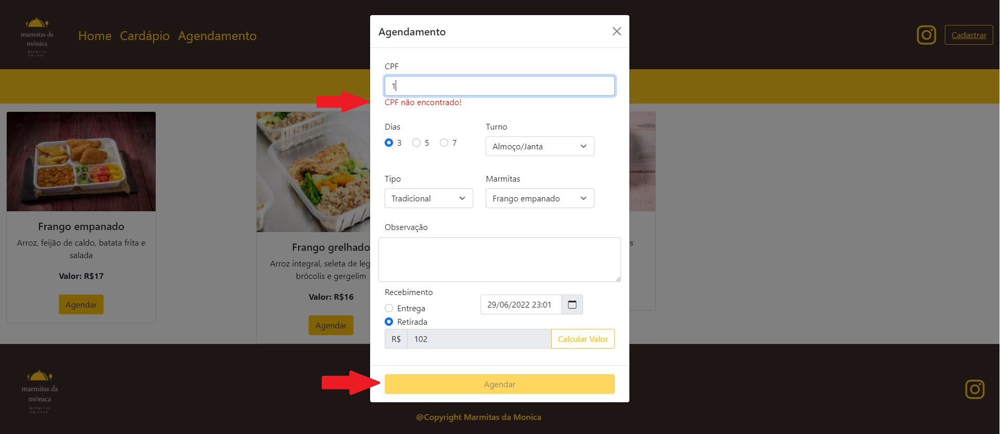 marmitas da
mônica
MARMITAS
EM CASA
Home Cardápio Agendamento
Cadastrar
Agendamento
CPF
1
CPF não encontrado!
Dias
3 5 7
Turno
Almoço/Janta
Tipo
Tradicional
Marmitas
Frango empanado
Observação
Recebimento
Entrega
Retirada
29/06/2022 23:01
R$ 102 Calcular Valor
Agendar
Frango empanado
Arroz, feijão de caldo, batata frita e
salada
Valor: R$17
Agendar
Frango grelhado
Arroz integral, seleta de leg
brócolis e gergelim
Valor: R$16
Agendar
s
marmitas da
mônica
MARMITAS
EM CASA
@Copyright Marmitas da Monica